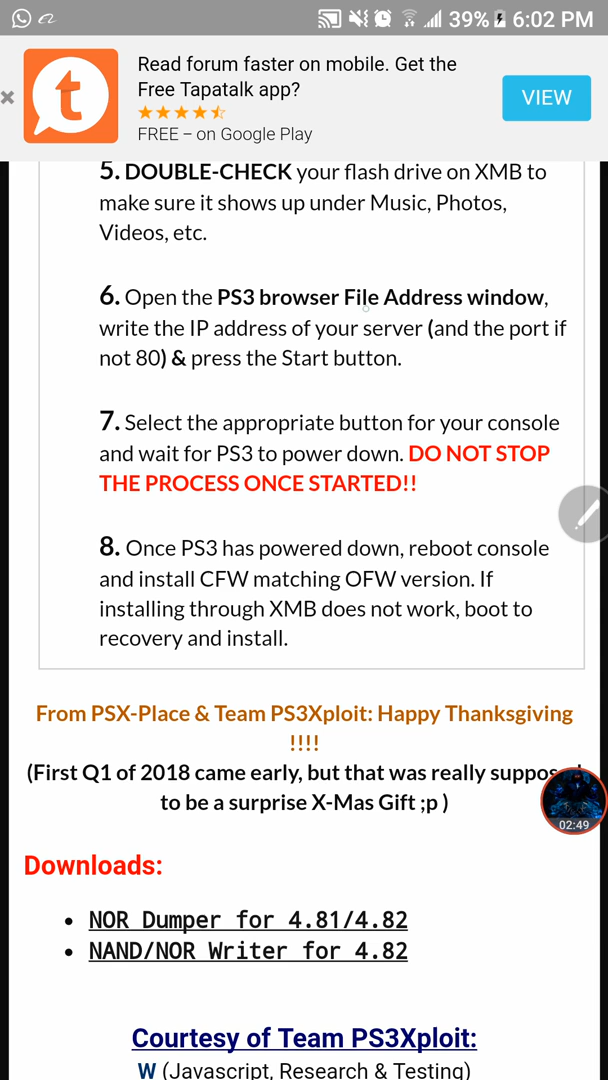 39% 6:02 PM
Read forum faster on mobile. Get the
Free Tapatalk app?
FREE – on Google Play
VIEW
5. DOUBLE-CHECK your flash drive on XMB to
make sure it shows up under Music, Photos,
Videos, etc.
6. Open the PS3 browser File Address window,
write the IP address of your server (and the port if
not 80) & press the Start button.
7. Select the appropriate button for your console
and wait for PS3 to power down. DO NOT STOP
THE PROCESS ONCE STARTED!!
8. Once PS3 has powered down, reboot console
and install CFW matching OFW version. If
installing through XMB does not work, boot to
recovery and install.
From PSX-Place & Team PS3Xploit: Happy Thanksgiving
!!!!
(First Q1 of 2018 came early, but that was really
to be a surprise X-Mas Gift ;p )
02:49
Downloads:
• NOR Dumper for 4.81/4.82
• NAND/NOR Writer for 4.82
Courtesy of Team PS3Xploit:
W (Javascript, Research & Testing)